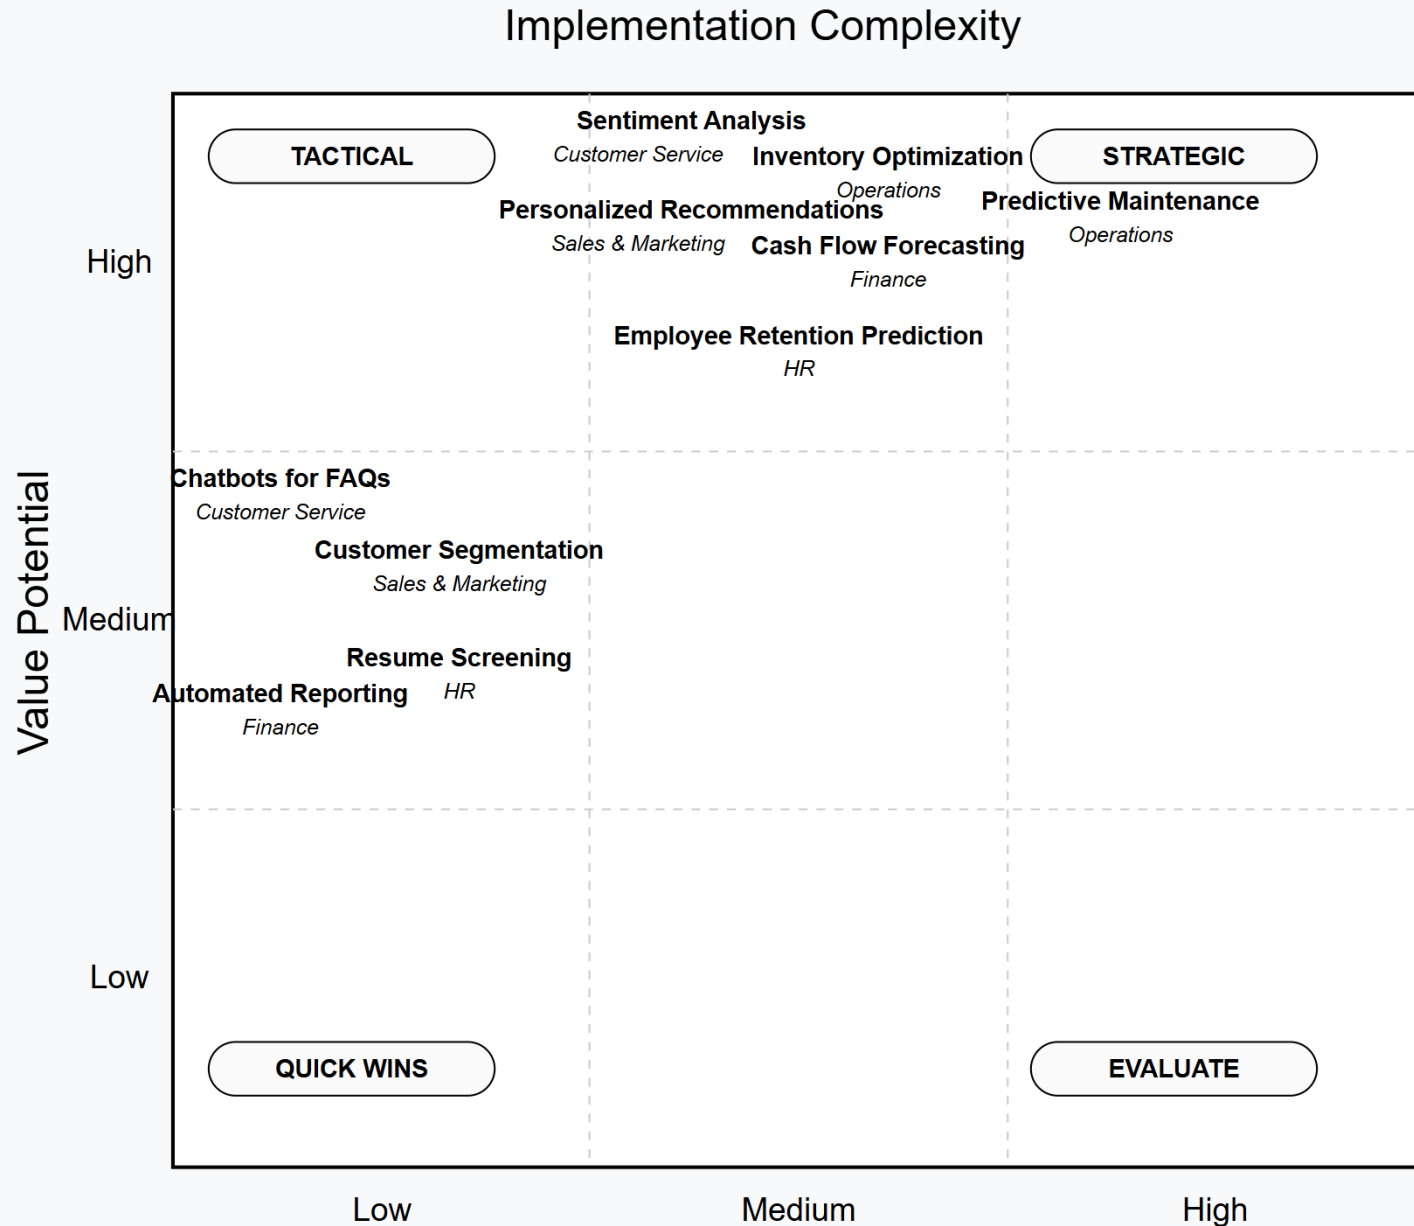 Implementation Complexity
TACTICAL
Sentiment Analysis
Customer Service
Inventory Optimization
Operations
STRATEGIC
Personalized Recommendations
Sales & Marketing
Predictive Maintenance
Operations
Cash Flow Forecasting
Finance
High
Employee Retention Prediction
HR
Value Potential
Chatbots for FAQs
Customer Service
Customer Segmentation
Sales & Marketing
Medium
Resume Screening
HR
Automated Reporting
Finance
Low
QUICK WINS
EVALUATE
Low
Medium
High